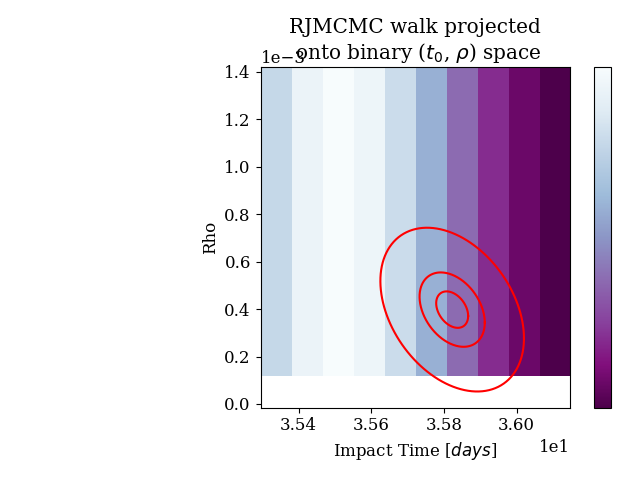 RJMCMC walk projected
onto binary (t₀, ρ) space
1e−3
1.4
1.2
1.0
0.8
0.6
0.4
0.2
0.0
Rho
3.54 3.56 3.58 3.60
1e1
Impact Time [days]